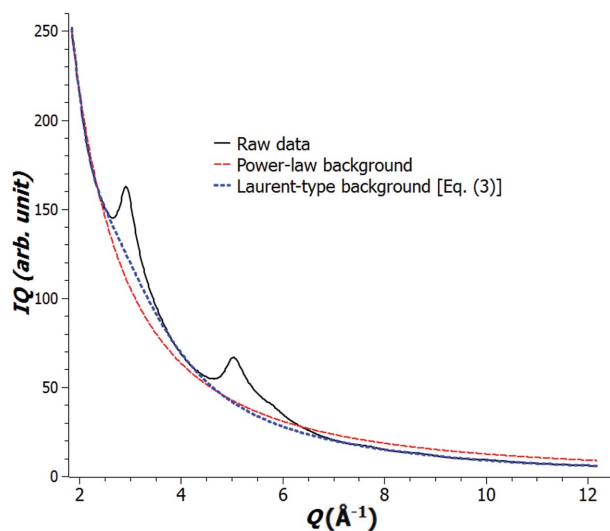 250
200
150
100
50
0
IQ (arb. unit)
Raw data
Power-law background
Laurent-type background [Eq. (3)]
2 4 6 8 10 12
Q(Å⁻¹)